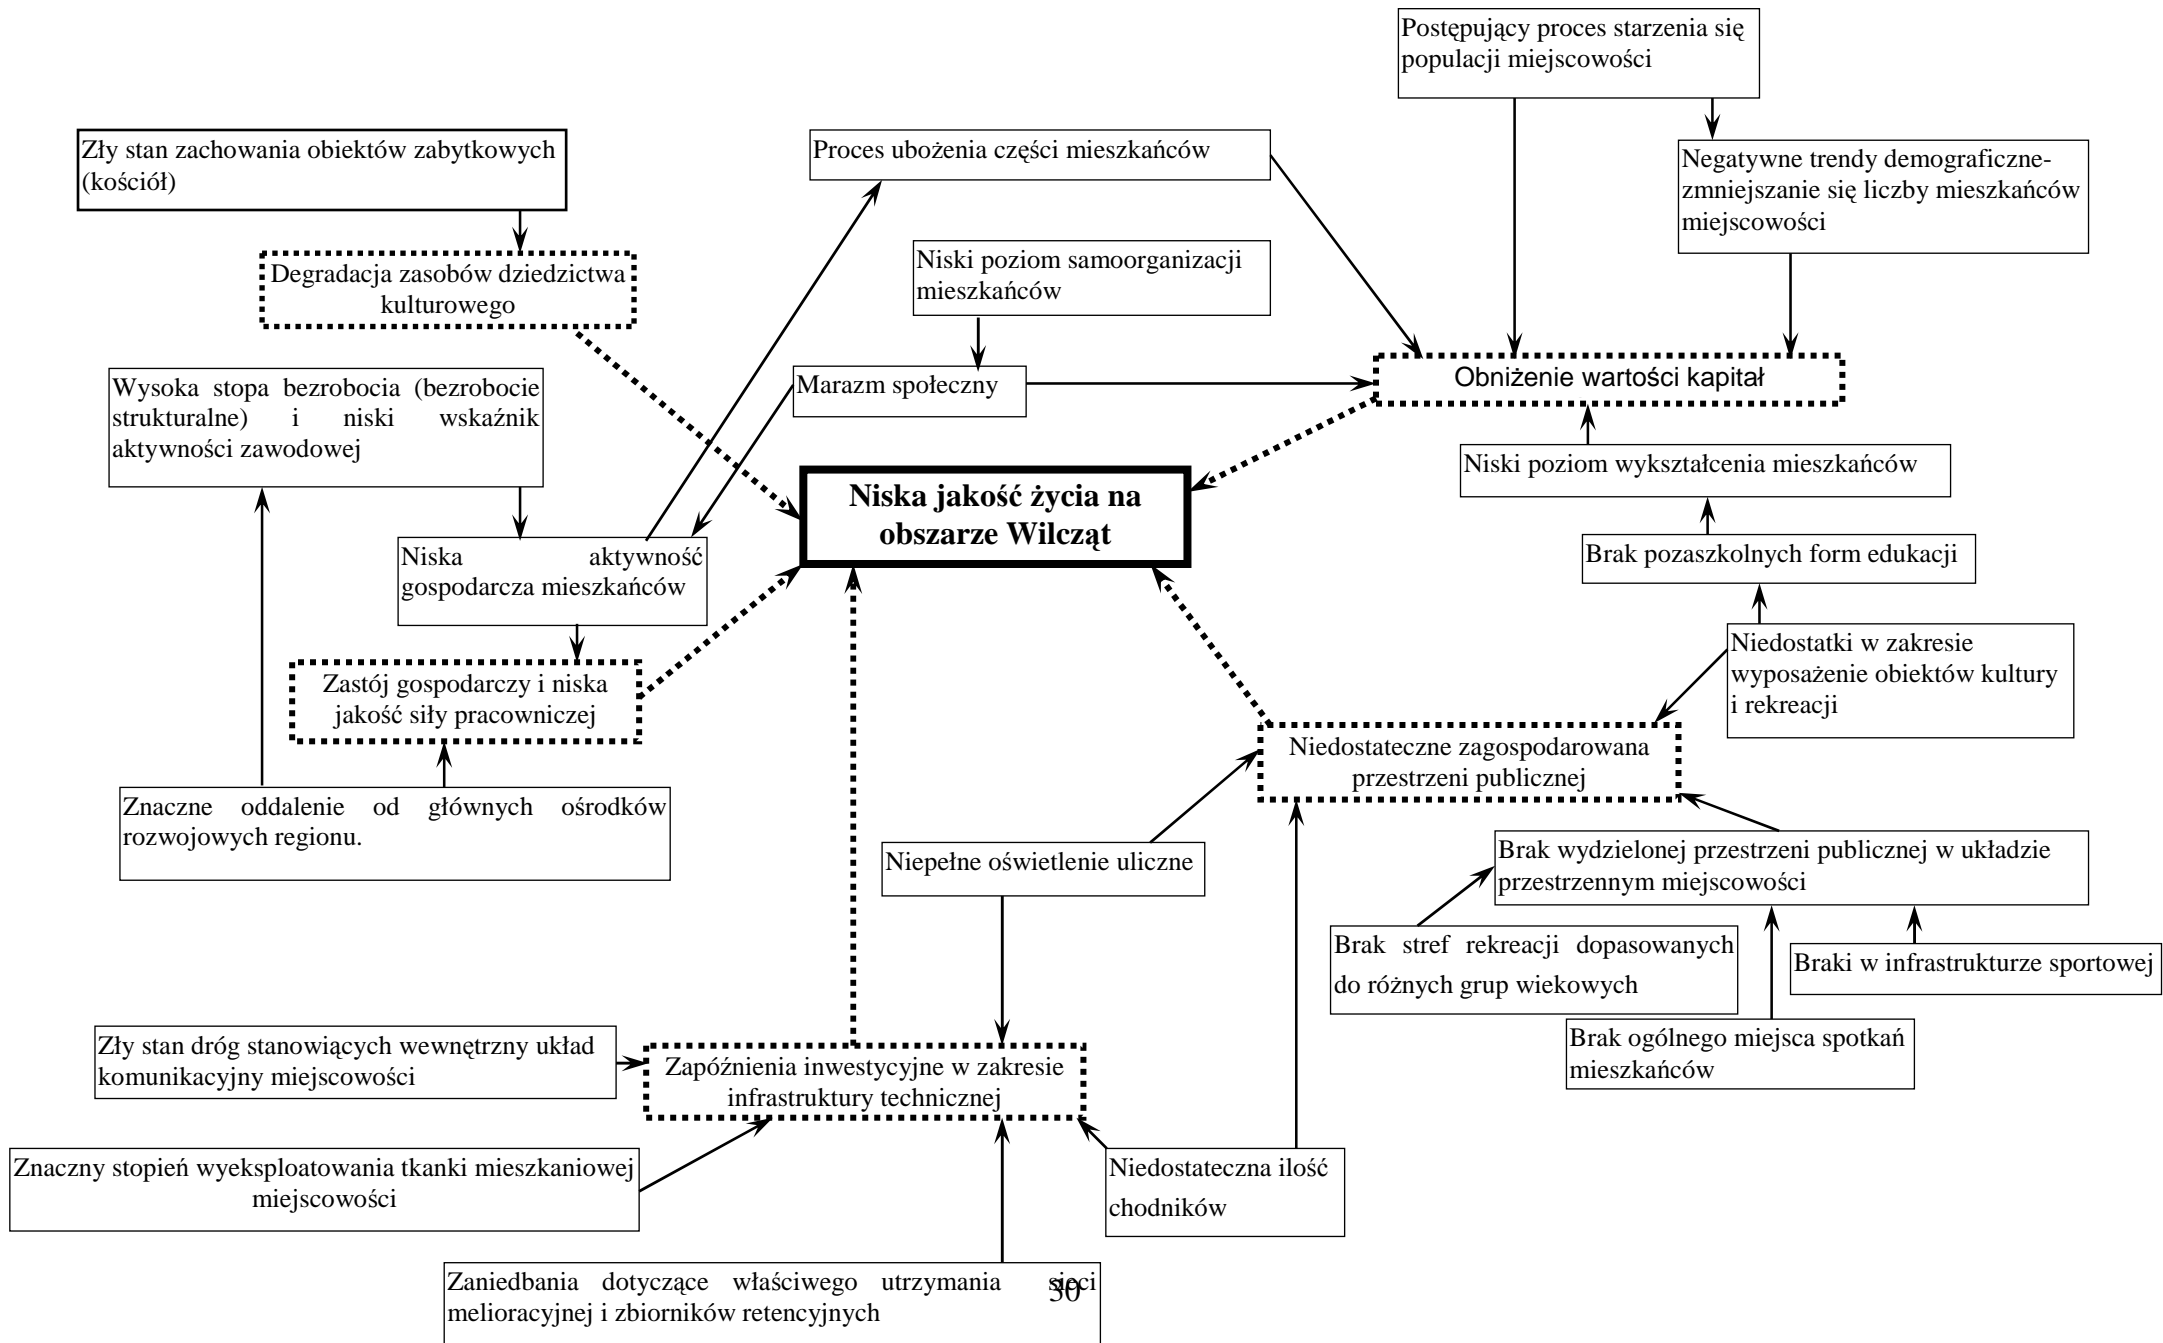 Postępujący proces starzenia się
populacji miejscowości
Zły stan zachowania obiektów zabytkowych
(kościół)
Proces ubożenia części mieszkańców
Negatywne trendy demograficzne-
zmniejszanie się liczby mieszkańców
miejscowości
Degradacja zasobów dziedzictwa
kulturowego
Niski poziom samoorganizacji
mieszkańców
Wysoka stopa bezrobocia (bezrobocie
strukturalne) i niski wskaźnik
aktywności zawodowej
Marazm społeczny
Obniżenie wartości kapitał
Niski poziom wykształcenia mieszkańców
Niska jakość życia na
obszarze Wilcząt
Niska aktywność
gospodarcza mieszkańców
Brak pozaszkolnych form edukacji
Niedostatki w zakresie
wyposażenie obiektów kultury
i rekreacji
Zastój gospodarczy i niska
jakość siły pracowniczej
Niedostateczne zagospodarowana
przestrzeni publicznej
Znaczne oddalenie od głównych ośrodków
rozwojowych regionu.
Niepełne oświetlenie uliczne
Brak wydzielonej przestrzeni publicznej w układzie
przestrzennym miejscowości
Brak stref rekreacji dopasowanych
do różnych grup wiekowych
Braki w infrastrukturze sportowej
Brak ogólnego miejsca spotkań
mieszkańców
Zły stan dróg stanowiących wewnętrzny układ
komunikacyjny miejscowości
Zapóźnienia inwestycyjne w zakresie
infrastruktury technicznej
Znaczny stopień wyeksploatowania tkanki mieszkaniowej
miejscowości
Niedostateczna ilość
chodników
Zaniedbania dotyczące właściwego utrzymania sieci
melioracyjnej i zbiorników retencyjnych
30